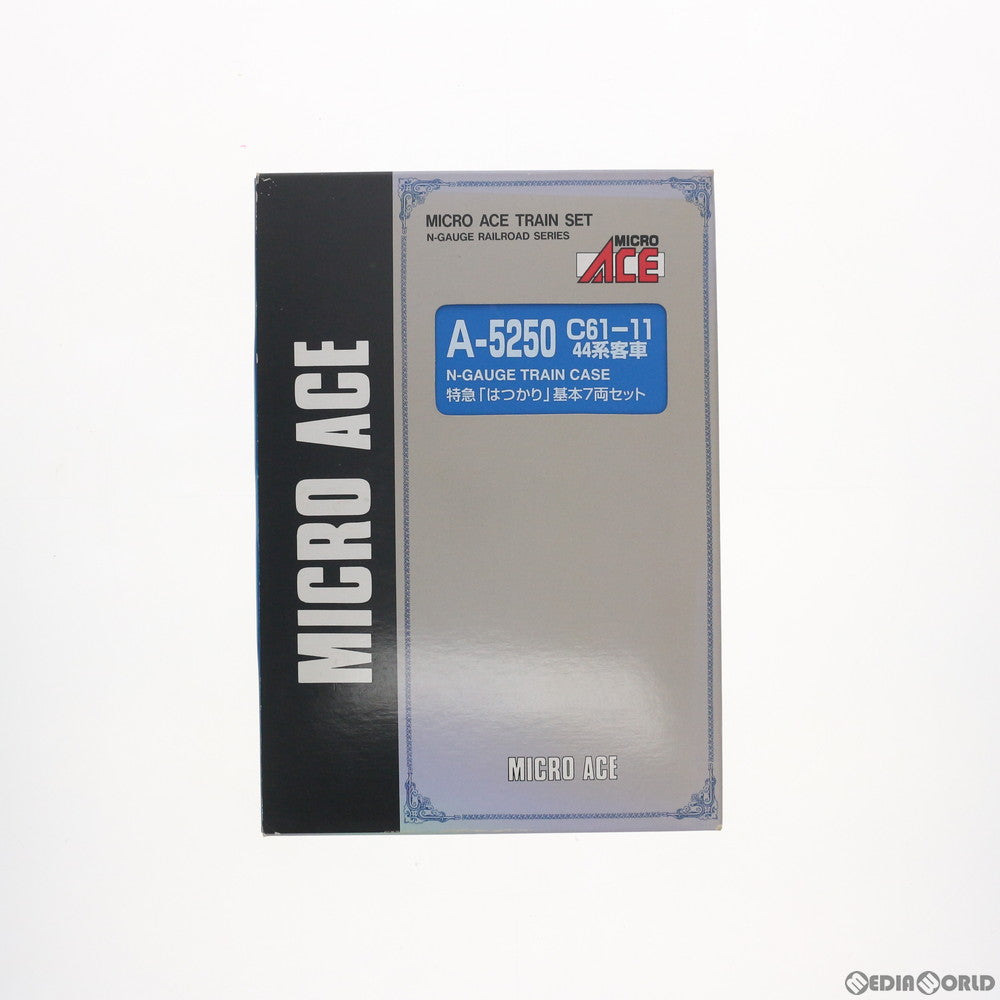 MICRO ACE
MICRO ACE TRAIN SET
N-GAUGE RAILROAD SERIES
MICRO
ACE
A-5250 C61-11
44系客車
N-GAUGE TRAIN CASE
特急「はつかり」基本7両セット
MICRO ACE
MEDIAWORLD